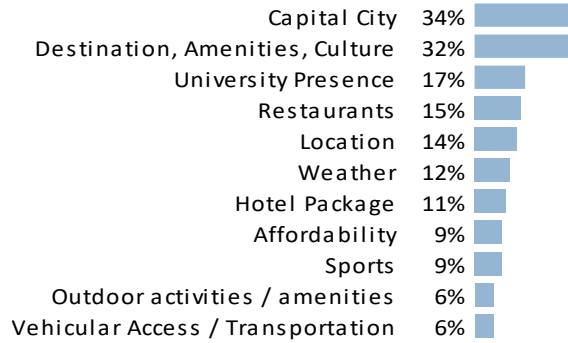 Capital City 34%
Destination, Amenities, Culture 32%
University Presence 17%
Restaurants 15%
Location 14%
Weather 12%
Hotel Package 11%
Affordability 9%
Sports 9%
Outdoor activities / amenities 6%
Vehicular Access / Transportation 6%